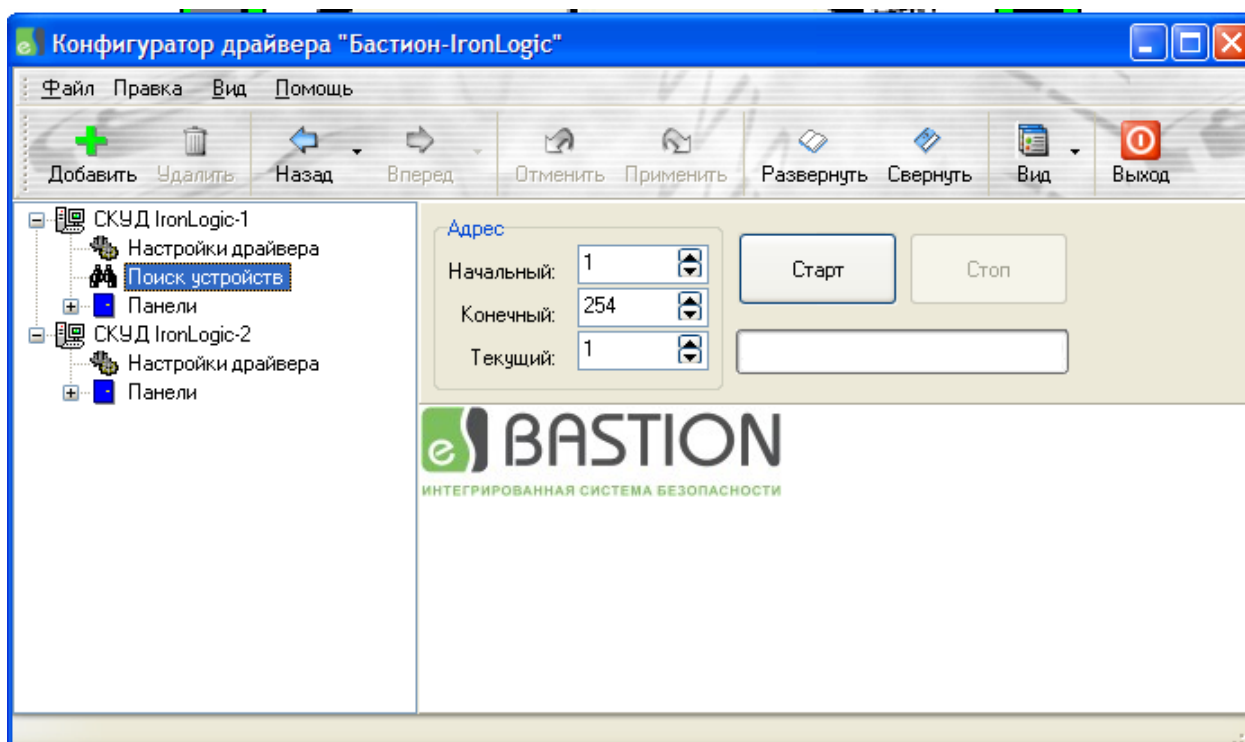 Конфигуратор драйвера "Бастион-IronLogic"
Файл Правка Вид Помощь
Добавить Удалить Назад Вперед Отменить Применить Развернуть Свернуть Вид Выход
СКУД IronLogic-1
Настройки драйвера
Поиск устройств
Панели
СКУД IronLogic-2
Настройки драйвера
Панели
Адрес
Начальный: 1
Конечный: 254
Текущий: 1
Старт Стоп
eS BASTION
ИНТЕГРИРОВАННАЯ СИСТЕМА БЕЗОПАСНОСТИ